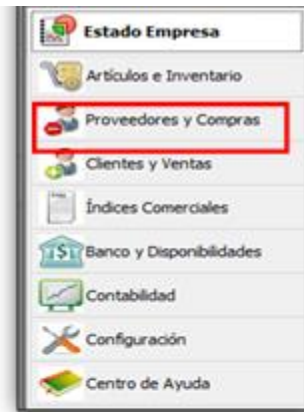 Estado Empresa
Artículos e Inventario
Proveedores y Compras
Clientes y Ventas
Índices Comerciales
Banco y Disponibilidades
Contabilidad
Configuración
Centro de Ayuda